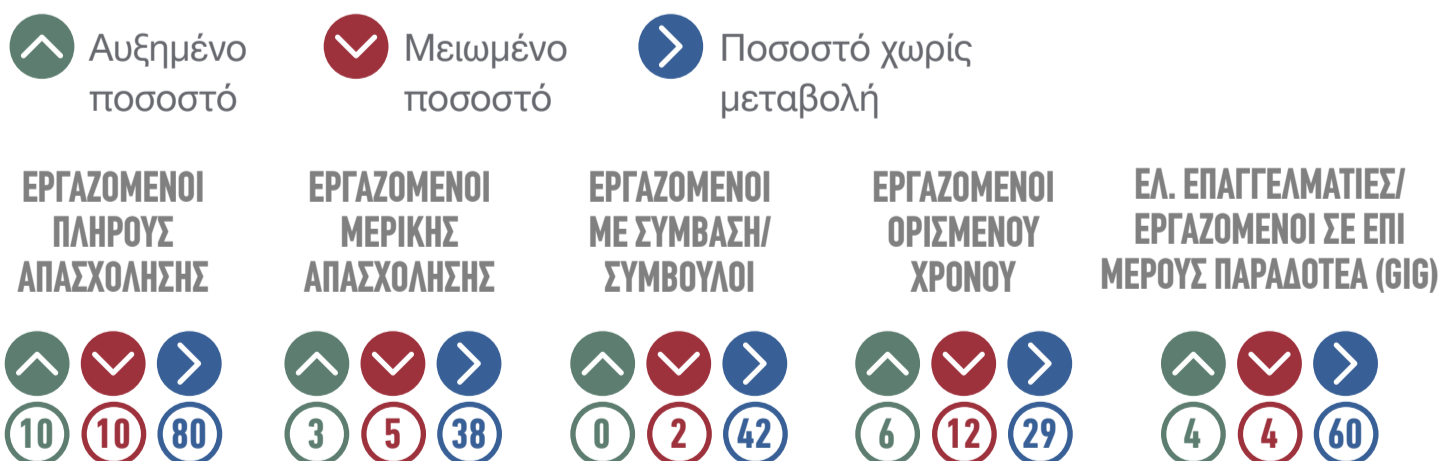 Αυξημένο
ποσοστό
Μειωμένο
ποσοστό
Ποσοστό χωρίς
μεταβολή
ΕΡΓΑΖΟΜΕΝΟΙ
ΠΛΗΡΟΥΣ
ΑΠΑΣΧΟΛΗΣΗΣ
10 10 80
ΕΡΓΑΖΟΜΕΝΟΙ
ΜΕΡΙΚΗΣ
ΑΠΑΣΧΟΛΗΣΗΣ
3 5 38
ΕΡΓΑΖΟΜΕΝΟΙ
ΜΕ ΣΥΜΒΑΣΗ/
ΣΥΜΒΟΥΛΟΙ
0 2 42
ΕΡΓΑΖΟΜΕΝΟΙ
ΟΡΙΣΜΕΝΟΥ
ΧΡΟΝΟΥ
6 12 29
ΕΛ. ΕΠΑΓΓΕΛΜΑΤΙΕΣ/
ΕΡΓΑΖΟΜΕΝΟΙ ΣΕ ΕΠΙ
ΜΕΡΟΥΣ ΠΑΡΑΔΟΤΕΑ (GIG)
4 4 60